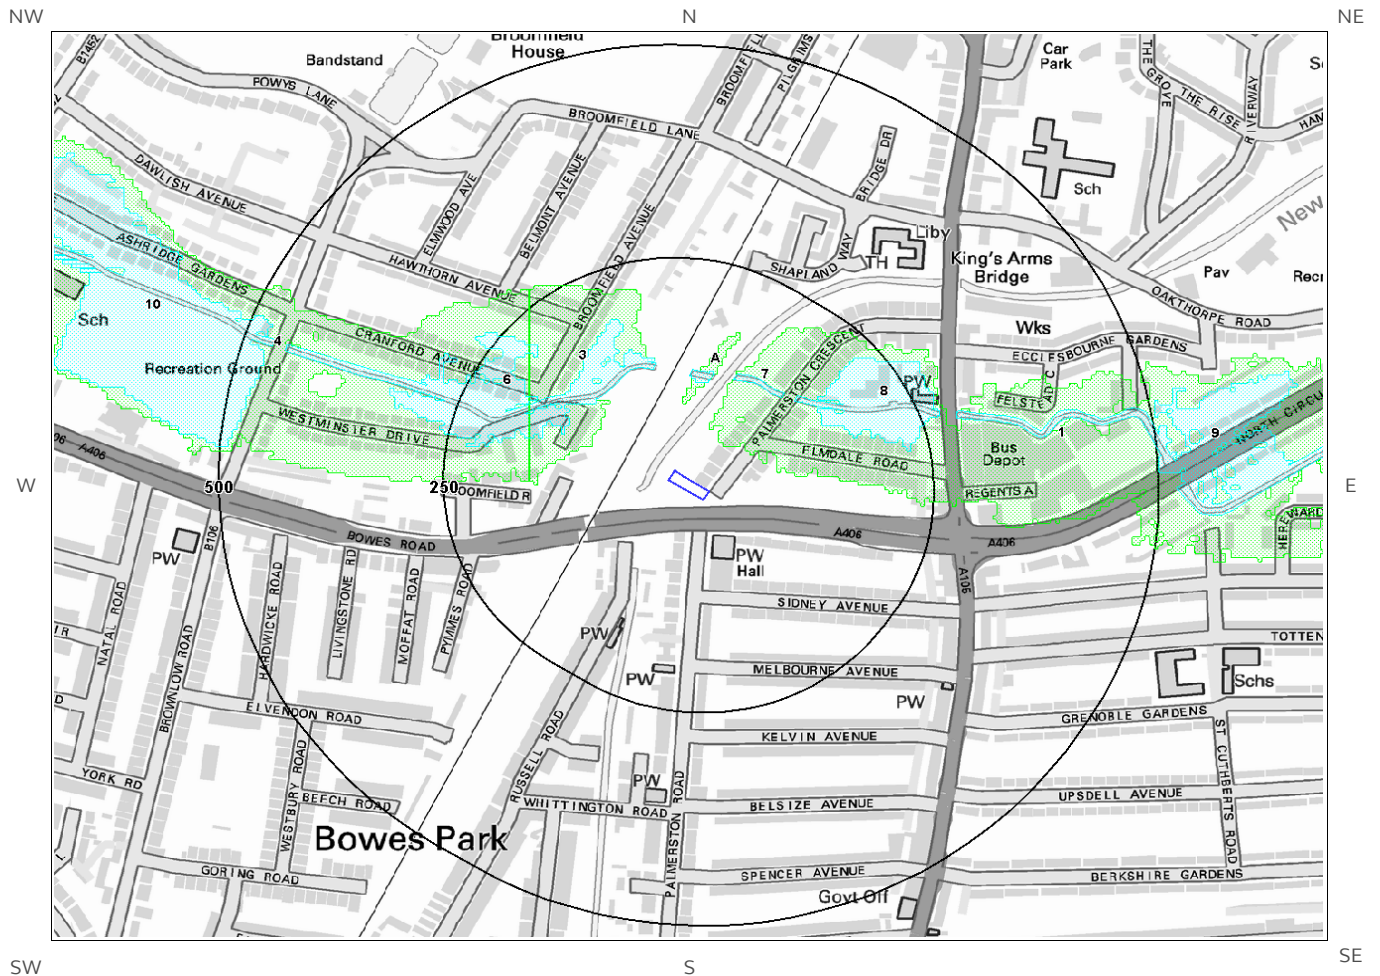 NW
N
NE
Broomfield
House
Bandstand
B1452
POWYS LANE
BROOMFIELD LANE
PILGRIMS
Car
Park
THE GROVE
THE RISE
RIVERWAY
BRIDGE DR
Sch
DAWLISH AVENUE
ELMWOOD AVE
BELMONT AVENUE
BROOMFIELD AVENUE
HAWTHORN AVENUE
ASHRIDGE GARDENS
SHAPLAND WAY
TH
Liby
King's Arms
Bridge
New
Pav
OAKTHORPE ROAD
10
Sch
Recreation Ground
4
CRANFORD AVENUE
6
3
A
7
8
PW
PALMERSTON CRESCENT
Wks
ECCLESBOURNE GARDENS
FELSTEAD C
1
9
NORTH CIRCU
WESTMINSTER DRIVE
ELMDALE ROAD
Bus
Depot
REGENTS A
A406
W
500
250
OOMFIELD R
E
BOWES ROAD
A406
A406
A105
PW
B106
PW
Hall
NATAL ROAD
BROWNLOW ROAD
HARDWICKE ROAD
LIVINGSTONE RD
MOFFAT ROAD
PYMMES ROAD
SIDNEY AVENUE
PW
TOTTEN
MELBOURNE AVENUE
PW
PW
Schs
ELVENDON ROAD
GRENOBLE GARDENS
KELVIN AVENUE
ST CUTHBERTS ROAD
YORK RD
WESTBURY ROAD
BEECH ROAD
RUSSELL ROAD
PW
WHITTINGTON ROAD
PALMERSTON ROAD
BELSIZE AVENUE
UPSDELL AVENUE
Bowes Park
GORING ROAD
SPENCER AVENUE
BERKSHIRE GARDENS
Govt Off
SW
S
SE